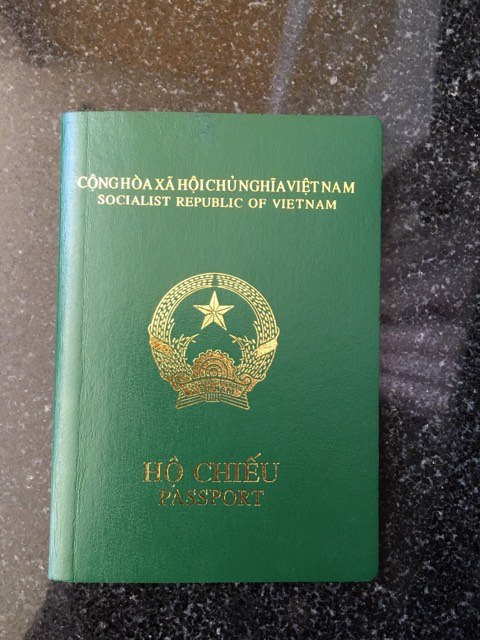 CỘNG HÒA XÃ HỘI CHỦ NGHĨA VIỆT NAM
SOCIALIST REPUBLIC OF VIETNAM
HỘ CHIẾU
PASSPORT